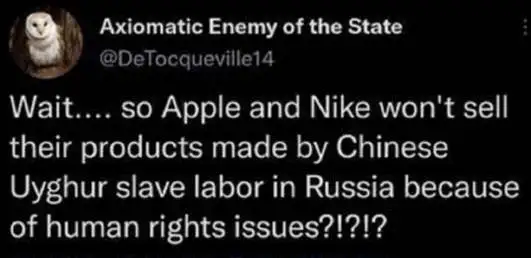 Axiomatic Enemy of the State
@DeTocqueville14
Wait.... so Apple and Nike won't sell
their products made by Chinese
Uyghur slave labor in Russia because
of human rights issues?!?!?